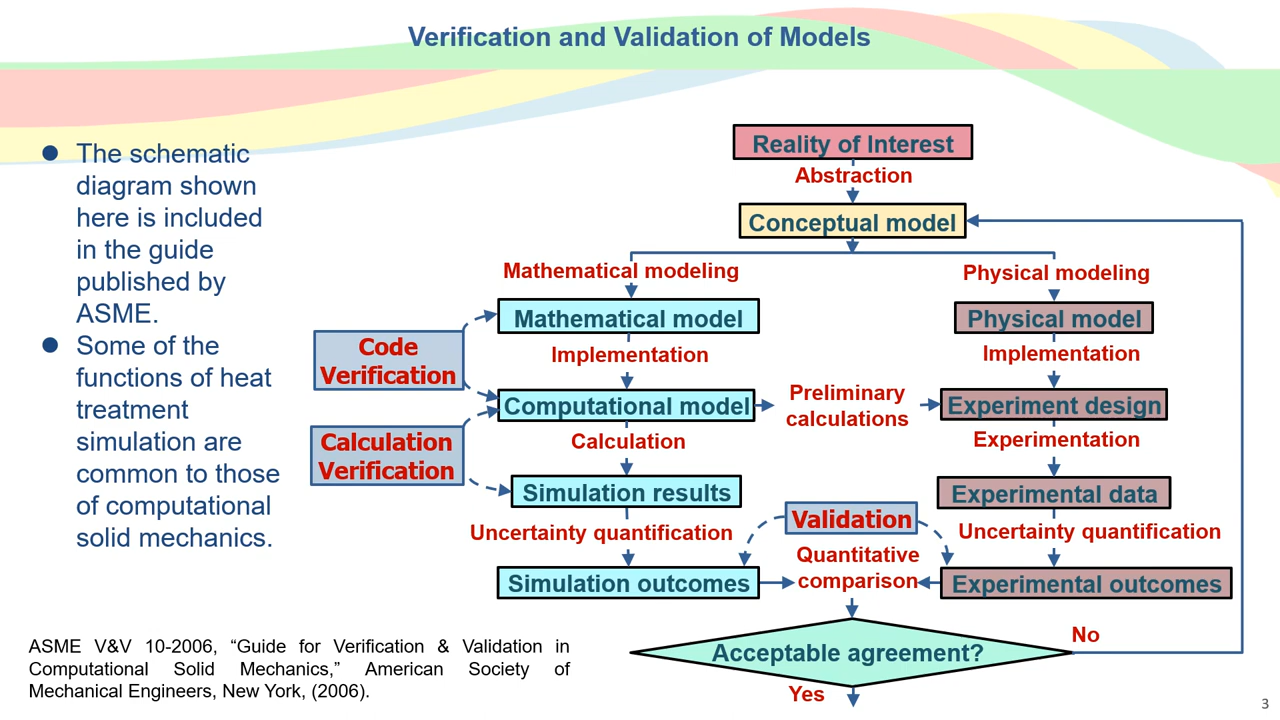 Verification and Validation of Models
● The schematic
diagram shown
here is included
in the guide
published by
ASME.
● Some of the
functions of heat
treatment
simulation are
common to those
of computational
solid mechanics.
Reality of Interest
Abstraction
Conceptual model
Mathematical modeling
Physical modeling
Mathematical model
Physical model
Code
Verification
Implementation
Implementation
Computational model
Preliminary
calculations
Experiment design
Calculation
Verification
Calculation
Experimentation
Simulation results
Experimental data
Validation
Uncertainty quantification
Uncertainty quantification
Quantitative
comparison
Simulation outcomes
Experimental outcomes
Acceptable agreement?
No
Yes
ASME V&V 10-2006, “Guide for Verification & Validation in
Computational Solid Mechanics,” American Society of
Mechanical Engineers, New York, (2006).
3